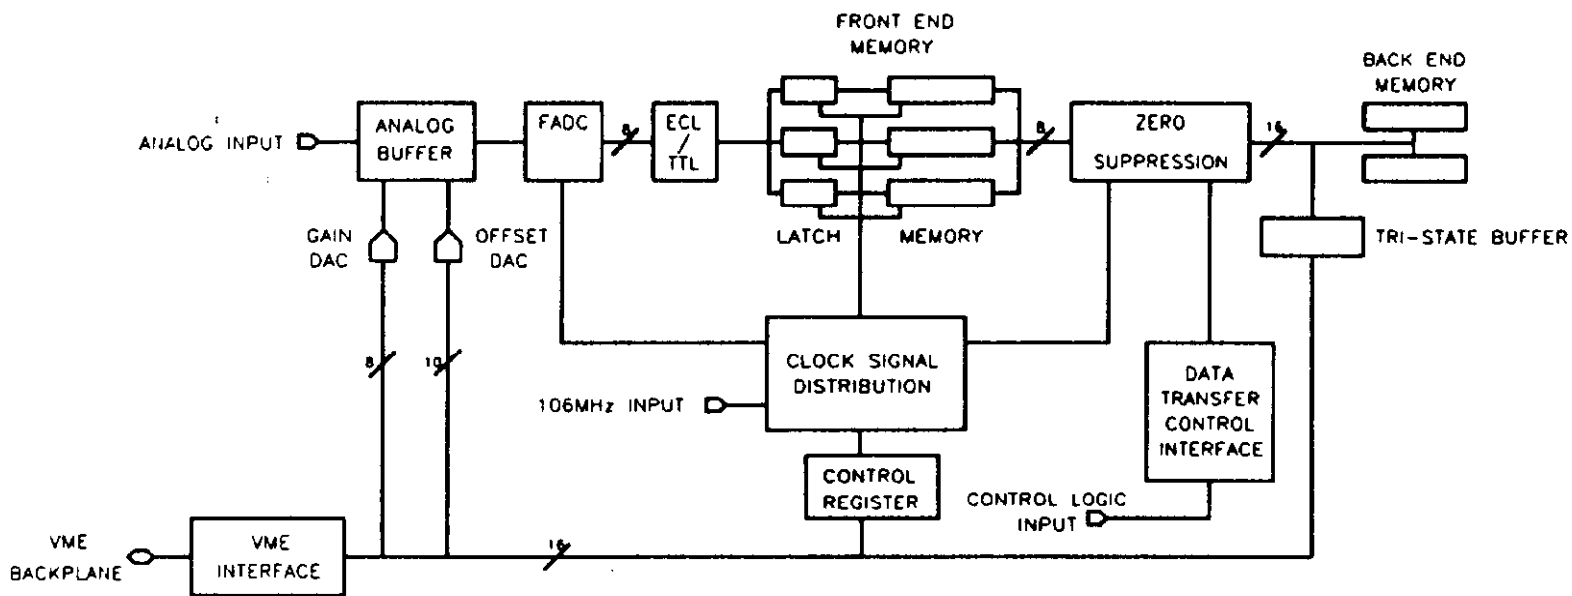 FRONT END
MEMORY
BACK END
MEMORY
ANALOG INPUT
ANALOG
BUFFER
FADC
8
ECL
/
TTL
8
ZERO
SUPPRESSION
16
GAIN
DAC
OFFSET
DAC
LATCH
MEMORY
TRI-STATE BUFFER
8
10
CLOCK SIGNAL
DISTRIBUTION
106MHz INPUT
DATA
TRANSFER
CONTROL
INTERFACE
CONTROL
REGISTER
CONTROL LOGIC
INPUT
VME
BACKPLANE
VME
INTERFACE
16